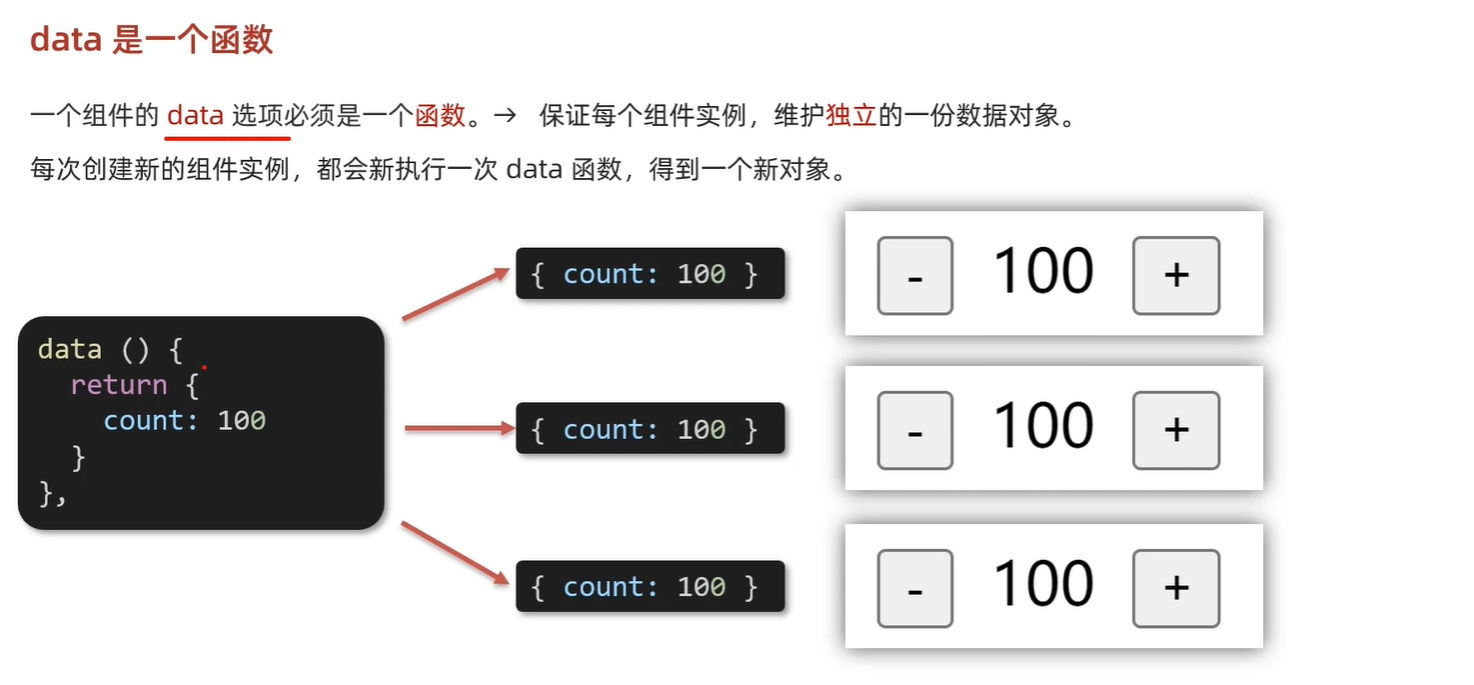 data 是一个函数
一个组件的 data 选项必须是一个函数。→ 保证每个组件实例，维护独立的一份数据对象。
每次创建新的组件实例，都会新执行一次 data 函数，得到一个新对象。
data () {
  return {
    count: 100
  }
},
{ count: 100 }
- 100 +
{ count: 100 }
- 100 +
{ count: 100 }
- 100 +